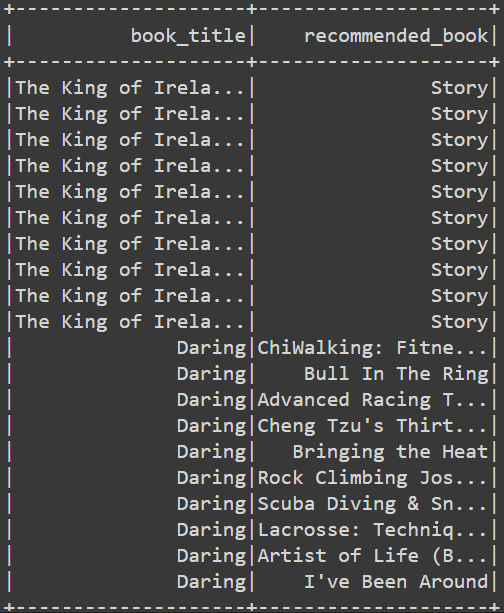 +--------------------+--------------------+
|          book_title|    recommended_book|
+--------------------+--------------------+
|The King of Irela...|               Story|
|The King of Irela...|               Story|
|The King of Irela...|               Story|
|The King of Irela...|               Story|
|The King of Irela...|               Story|
|The King of Irela...|               Story|
|The King of Irela...|               Story|
|The King of Irela...|               Story|
|The King of Irela...|               Story|
|The King of Irela...|               Story|
|              Daring|ChiWalking: Fitne...|
|              Daring|    Bull In The Ring|
|              Daring|Advanced Racing T...|
|              Daring|Cheng Tzu's Thirt...|
|              Daring|   Bringing the Heat|
|              Daring|Rock Climbing Jos...|
|              Daring|Scuba Diving & Sn...|
|              Daring|Lacrosse: Techniq...|
|              Daring|Artist of Life (B...|
|              Daring|    I've Been Around|
+--------------------+--------------------+